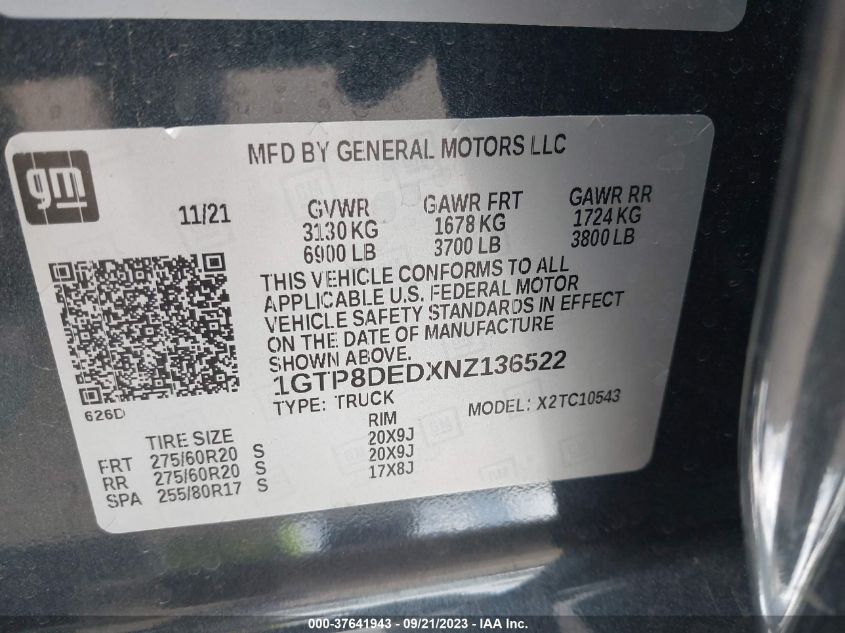 MFD BY GENERAL MOTORS LLC
gm
11/21
GVWR GAWR FRT GAWR RR
3130 KG 1678 KG 1724 KG
6900 LB 3700 LB 3800 LB
THIS VEHICLE CONFORMS TO ALL
APPLICABLE U.S. FEDERAL MOTOR
VEHICLE SAFETY STANDARDS IN EFFECT
ON THE DATE OF MANUFACTURE
SHOWN ABOVE.
1GTP8DEDXNZ136522
TYPE: TRUCK MODEL: X2TC10543
626D
TIRE SIZE RIM
FRT 275/60R20 S 20X9J
RR 275/60R20 S 20X9J
SPA 255/80R17 S 17X8J
000-37641943 - 09/21/2023 - IAA Inc.